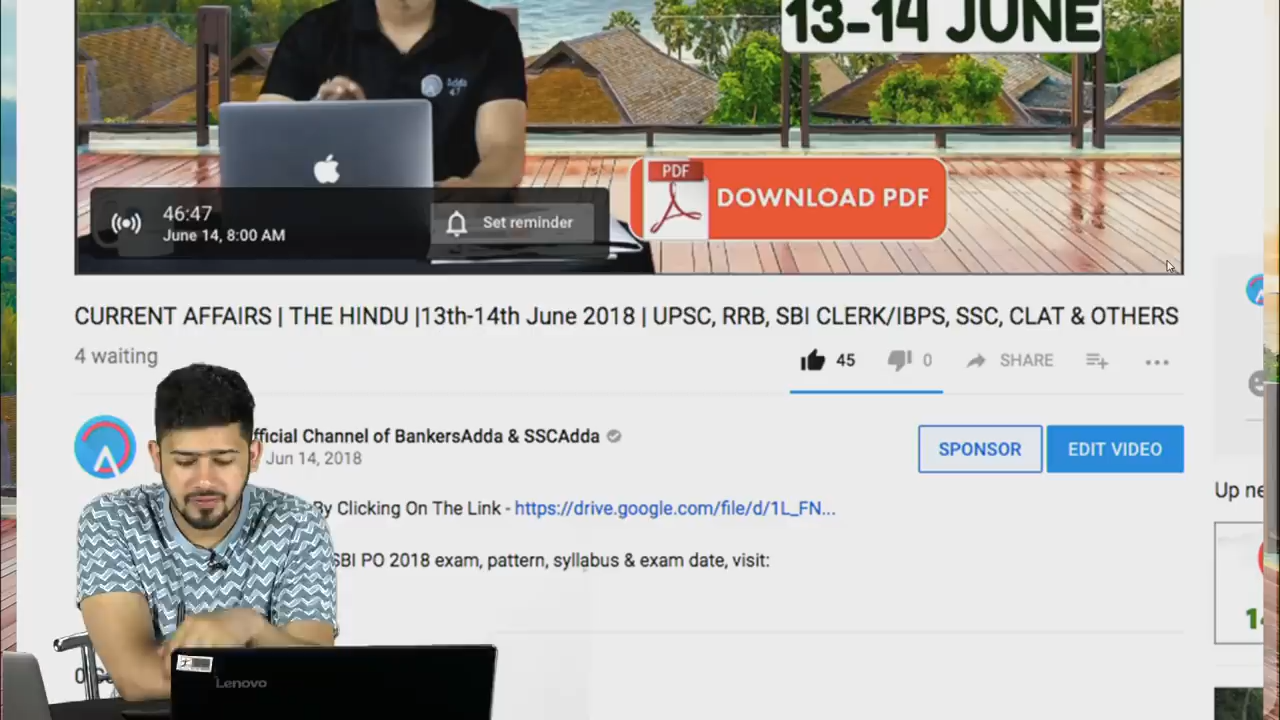 13-14 JUNE
Adda
247
PDF
DOWNLOAD PDF
46:47
June 14, 8:00 AM
Set reminder
CURRENT AFFAIRS | THE HINDU |13th-14th June 2018 | UPSC, RRB, SBI CLERK/IBPS, SSC, CLAT & OTHERS
4 waiting
45
0
SHARE
fficial Channel of BankersAdda & SSCAdda
Jun 14, 2018
SPONSOR
EDIT VIDEO
By Clicking On The Link - https://drive.google.com/file/d/1L_FN...
SBI PO 2018 exam, pattern, syllabus & exam date, visit:
Up ne
Lenovo